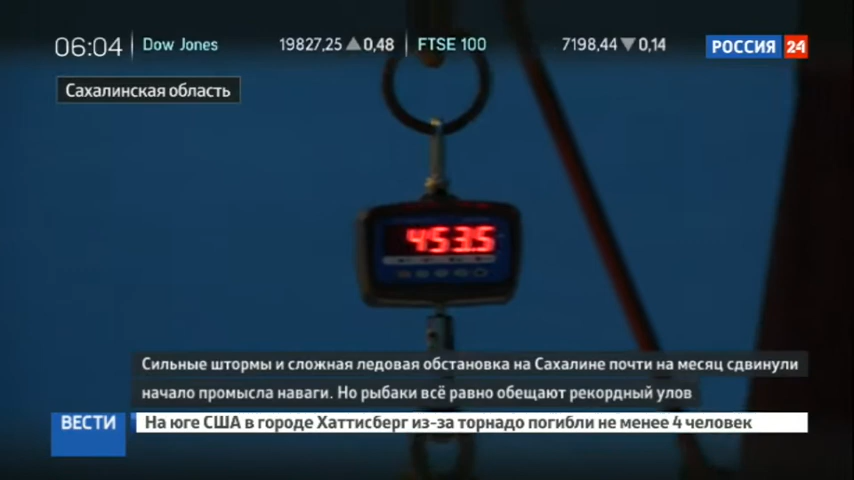 06:04 Dow Jones 19827,25 ▲ 0,48 FTSE 100 7198,44 ▼ 0,14 РОССИЯ 24
Сахалинская область
453.5
Сильные штормы и сложная ледовая обстановка на Сахалине почти на месяц сдвинули
начало промысла наваги. Но рыбаки всё равно обещают рекордный улов
ВЕСТИ На юге США в городе Хаттисберг из-за торнадо погибли не менее 4 человек